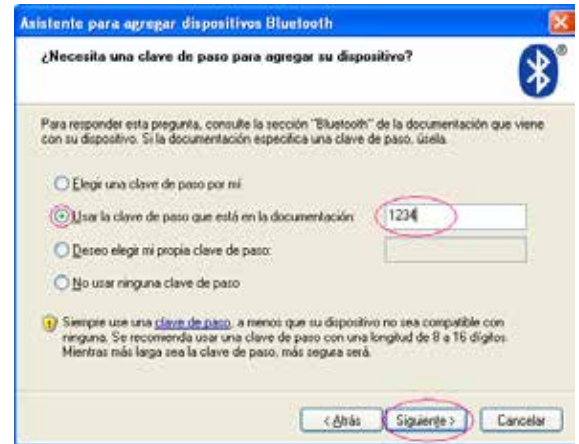 Asistente para agregar dispositivos Bluetooth
¿Necesita una clave de paso para agregar su dispositivo?
®
Para responder esta pregunta, consulte la sección "Bluetooth" de la documentación que viene
con su dispositivo. Si la documentación especifica una clave de paso, úsela.
Elegir una clave de paso por mí
Usar la clave de paso que está en la documentación: 1234
Deseo elegir mi propia clave de paso:
No usar ninguna clave de paso
Siempre use una clave de paso, a menos que su dispositivo no sea compatible con
ninguna. Se recomienda usar una clave de paso con una longitud de 8 a 16 dígitos.
Mientras más larga sea la clave de paso, más segura será.
< Atrás Siguiente > Cancelar